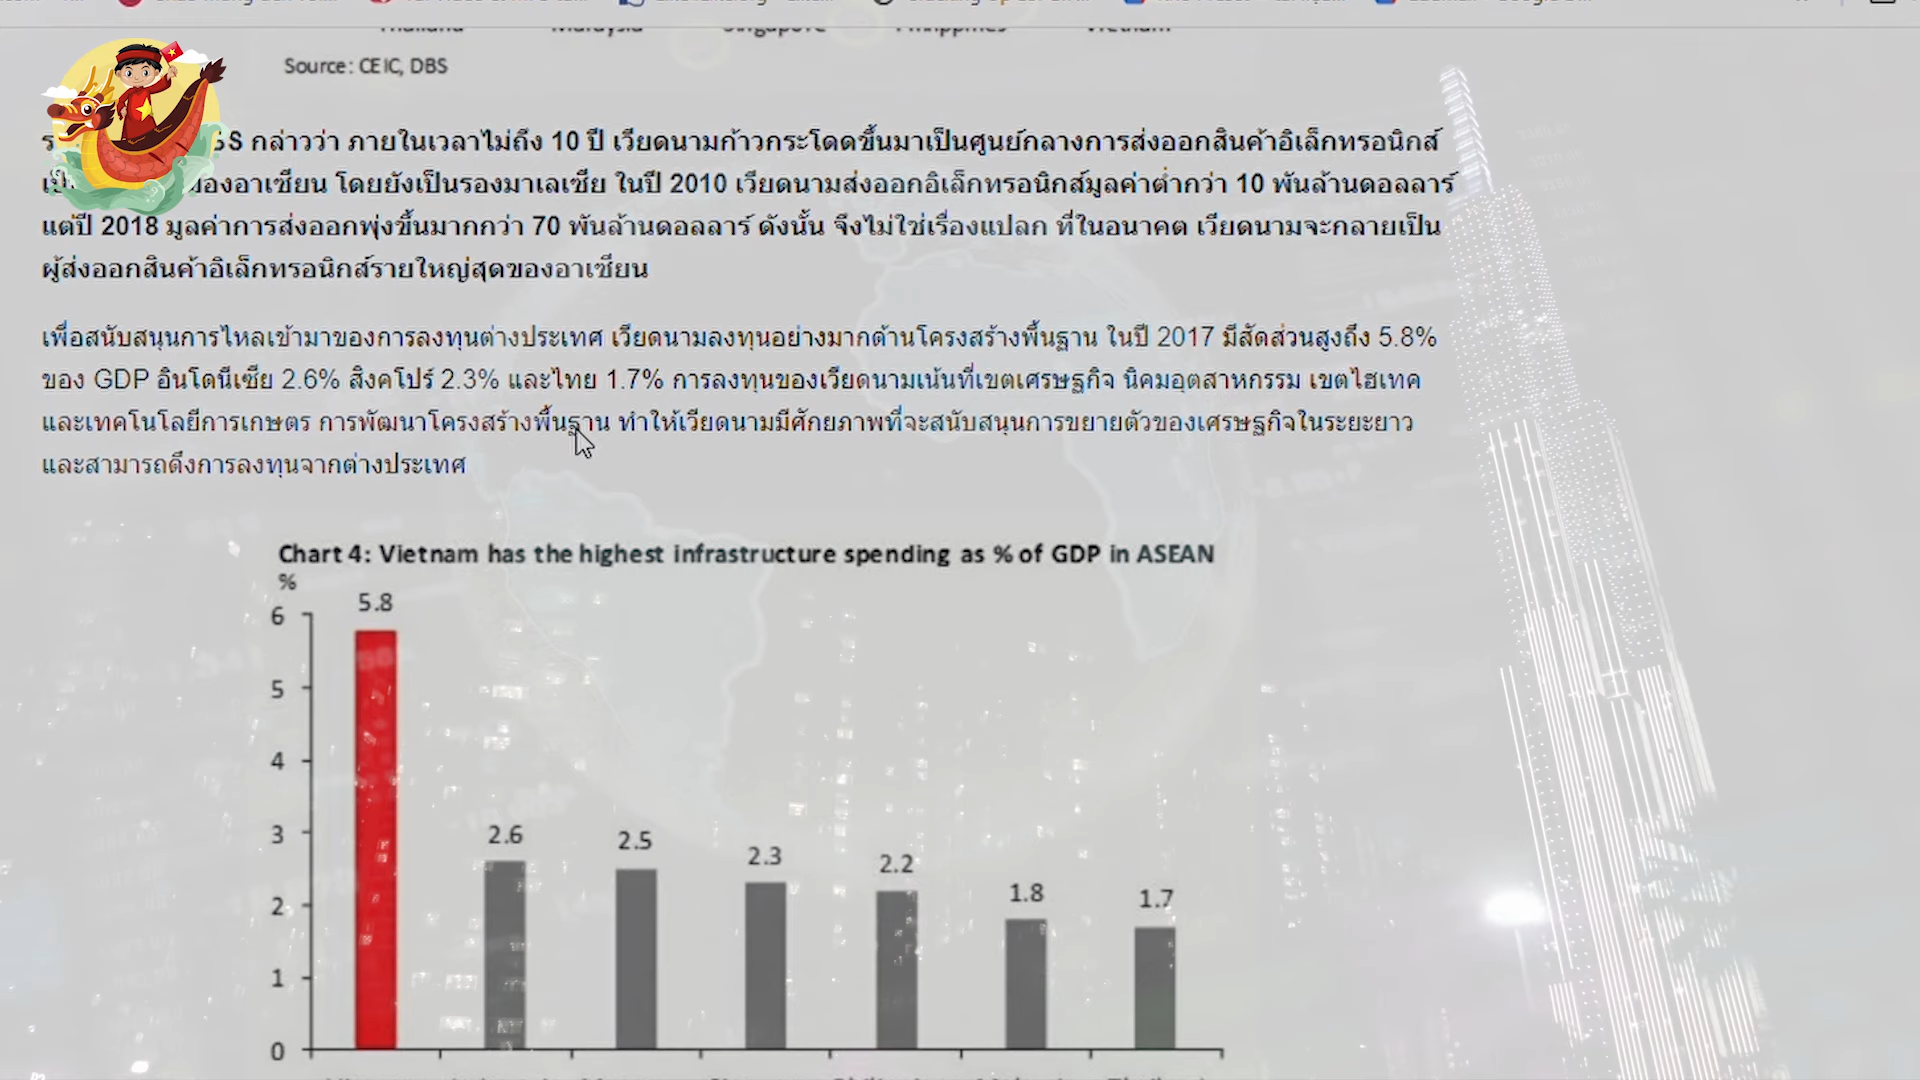 Source: CEIC, DBS
กล่าวว่า ภายในเวลาไม่ถึง 10 ปี เวียดนามก้าวกระโดดขึ้นมาเป็นศูนย์กลางการส่งออกสินค้าอิเล็กทรอนิกส์
ของอาเซียน โดยยังเป็นรองมาเลเซีย ในปี 2010 เวียดนามส่งออกอิเล็กทรอนิกส์มูลค่าต่ำกว่า 10 พันล้านดอลลาร์
แต่ปี 2018 มูลค่าการส่งออกพุ่งขึ้นมากกว่า 70 พันล้านดอลลาร์ ดังนั้น จึงไม่ใช่เรื่องแปลก ที่ในอนาคต เวียดนามจะกลายเป็น
ผู้ส่งออกสินค้าอิเล็กทรอนิกส์รายใหญ่สุดของอาเซียน
เพื่อสนับสนุนการไหลเข้ามาของการลงทุนต่างประเทศ เวียดนามลงทุนอย่างมากด้านโครงสร้างพื้นฐาน ในปี 2017 มีสัดส่วนสูงถึง 5.8%
ของ GDP อินโดนีเซีย 2.6% สิงคโปร์ 2.3% และไทย 1.7% การลงทุนของเวียดนามเน้นที่เขตเศรษฐกิจ นิคมอุตสาหกรรม เขตไฮเทค
และเทคโนโลยีการเกษตร การพัฒนาโครงสร้างพื้นฐาน ทำให้เวียดนามมีศักยภาพที่จะสนับสนุนการขยายตัวของเศรษฐกิจในระยะยาว
และสามารถดึงการลงทุนจากต่างประเทศ
Chart 4: Vietnam has the highest infrastructure spending as % of GDP in ASEAN
%
5.8
6
5
4
3
2.6
2.5
2.3
2.2
1.8
1.7
2
1
0